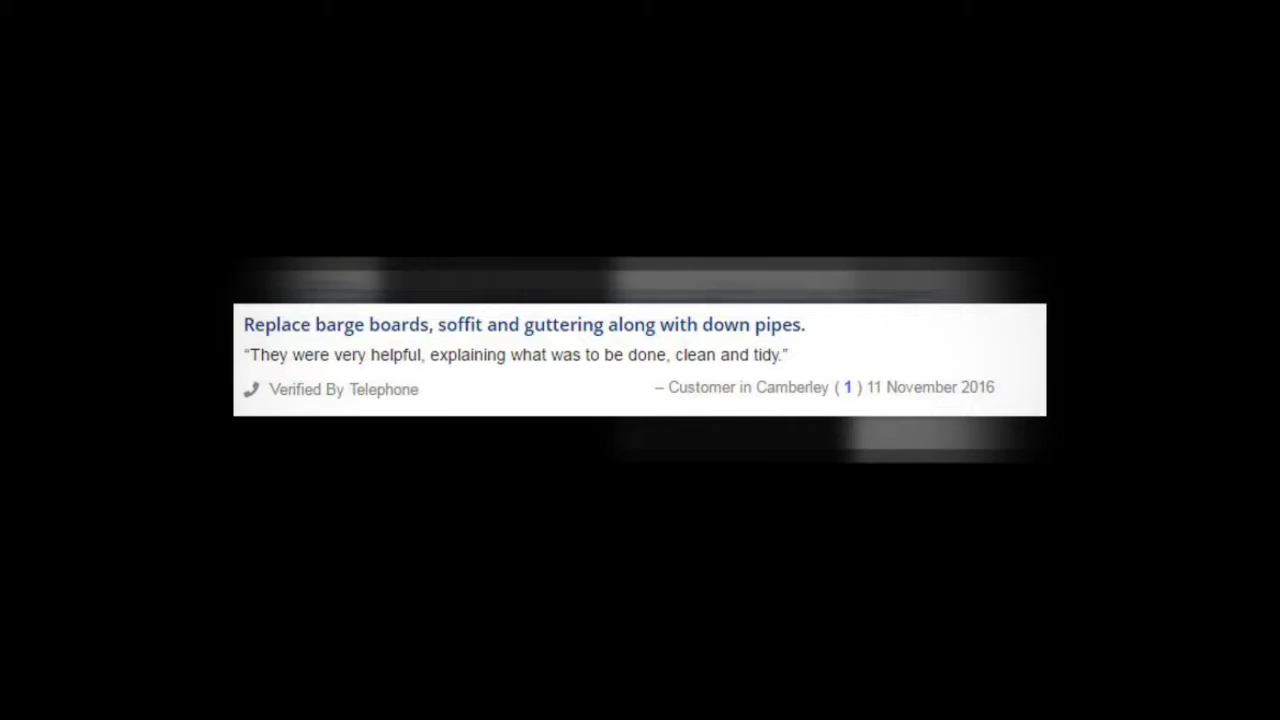 Replace barge boards, soffit and guttering along with down pipes.
“They were very helpful, explaining what was to be done, clean and tidy.”
Verified By Telephone – Customer in Camberley ( 1 ) 11 November 2016